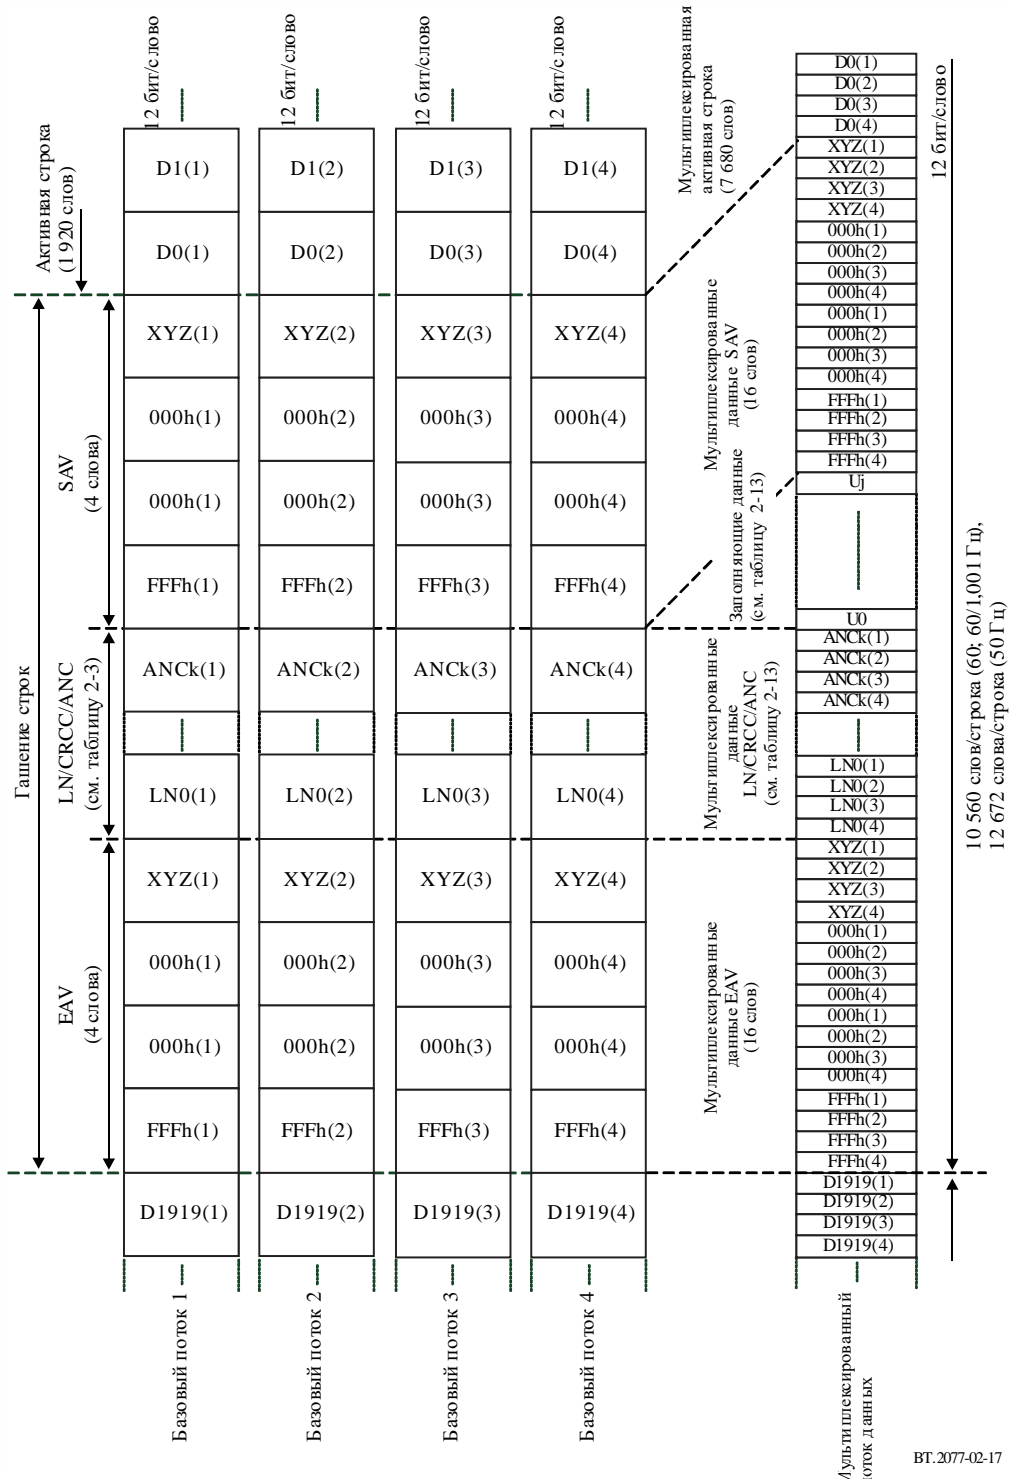 12 бит/слово
12 бит/слово
12 бит/слово
12 бит/слово
Активная строка
(1 920 слов)
D1(1)
D1(2)
D1(3)
D1(4)
D0(1)
D0(2)
D0(3)
D0(4)
Гашение строк
SAV
(4 слова)
XYZ(1)
XYZ(2)
XYZ(3)
XYZ(4)
000h(1)
000h(2)
000h(3)
000h(4)
000h(1)
000h(2)
000h(3)
000h(4)
FFFh(1)
FFFh(2)
FFFh(3)
FFFh(4)
LN/CRCC/ANC
(см. таблицу 2-3)
ANCk(1)
ANCk(2)
ANCk(3)
ANCk(4)
LN0(1)
LN0(2)
LN0(3)
LN0(4)
EAV
(4 слова)
XYZ(1)
XYZ(2)
XYZ(3)
XYZ(4)
000h(1)
000h(2)
000h(3)
000h(4)
000h(1)
000h(2)
000h(3)
000h(4)
FFFh(1)
FFFh(2)
FFFh(3)
FFFh(4)
D1919(1)
D1919(2)
D1919(3)
D1919(4)
Базовый поток 1
Базовый поток 2
Базовый поток 3
Базовый поток 4
Мультиплексированная
активная строка
(7 680 слов)
Мультиплексированные
данные SAV
(16 слов)
Заполняющие данные
(см. таблицу 2-13)
Мультиплексированные
данные
LN/CRCC/ANC
(см. таблицу 2-13)
Мультиплексированные
данные EAV
(16 слов)
D0(1)
D0(2)
D0(3)
D0(4)
XYZ(1)
XYZ(2)
XYZ(3)
XYZ(4)
000h(1)
000h(2)
000h(3)
000h(4)
000h(1)
000h(2)
000h(3)
000h(4)
FFFh(1)
FFFh(2)
FFFh(3)
FFFh(4)
Uj
U0
ANCk(1)
ANCk(2)
ANCk(3)
ANCk(4)
LN0(1)
LN0(2)
LN0(3)
LN0(4)
XYZ(1)
XYZ(2)
XYZ(3)
XYZ(4)
000h(1)
000h(2)
000h(3)
000h(4)
000h(1)
000h(2)
000h(3)
000h(4)
FFFh(1)
FFFh(2)
FFFh(3)
FFFh(4)
D1919(1)
D1919(2)
D1919(3)
D1919(4)
12 бит/слово
10 560 слов/строка (60; 60/1,001 Гц),
12 672 слова/строка (50 Гц)
данных
BT.2077-02-17